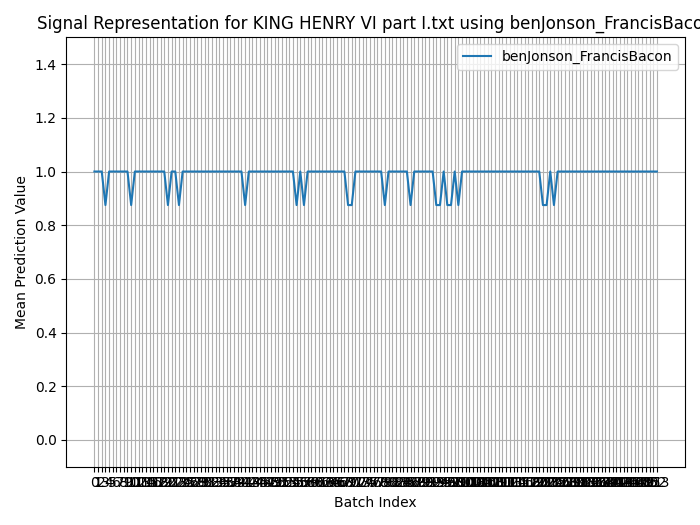 Signal Representation for KING HENRY VI part I.txt using benJonson_FrancisBaco
benJonson_FrancisBacon
1.4
1.2
1.0
0.8
0.6
0.4
0.2
0.0
Mean Prediction Value
Batch Index